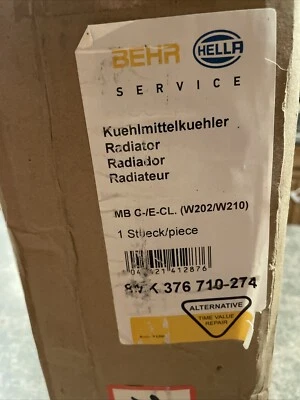 BEHR HELLA
SERVICE
Kuehlmittelkuehler
Radiator
Radiador
Radiateur
MB C-/E-CL. (W202/W210)
1 Stueck/piece
412876
376 710-274
ALTERNATIVE
TIME VALUE
REPAIR